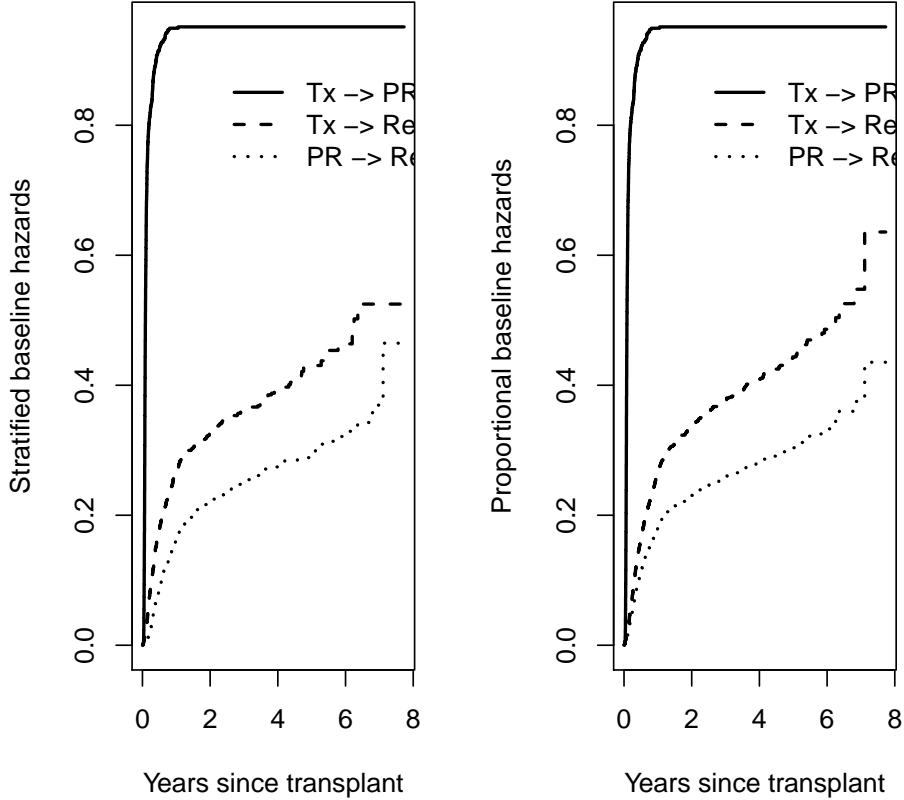 Stratified baseline hazards
0.0 0.2 0.4 0.6 0.8
Tx −> PR
Tx −> Re
PR −> Re
0 2 4 6 8
Years since transplant
Proportional baseline hazards
0.0 0.2 0.4 0.6 0.8
Tx −> PR
Tx −> Re
PR −> Re
0 2 4 6 8
Years since transplant